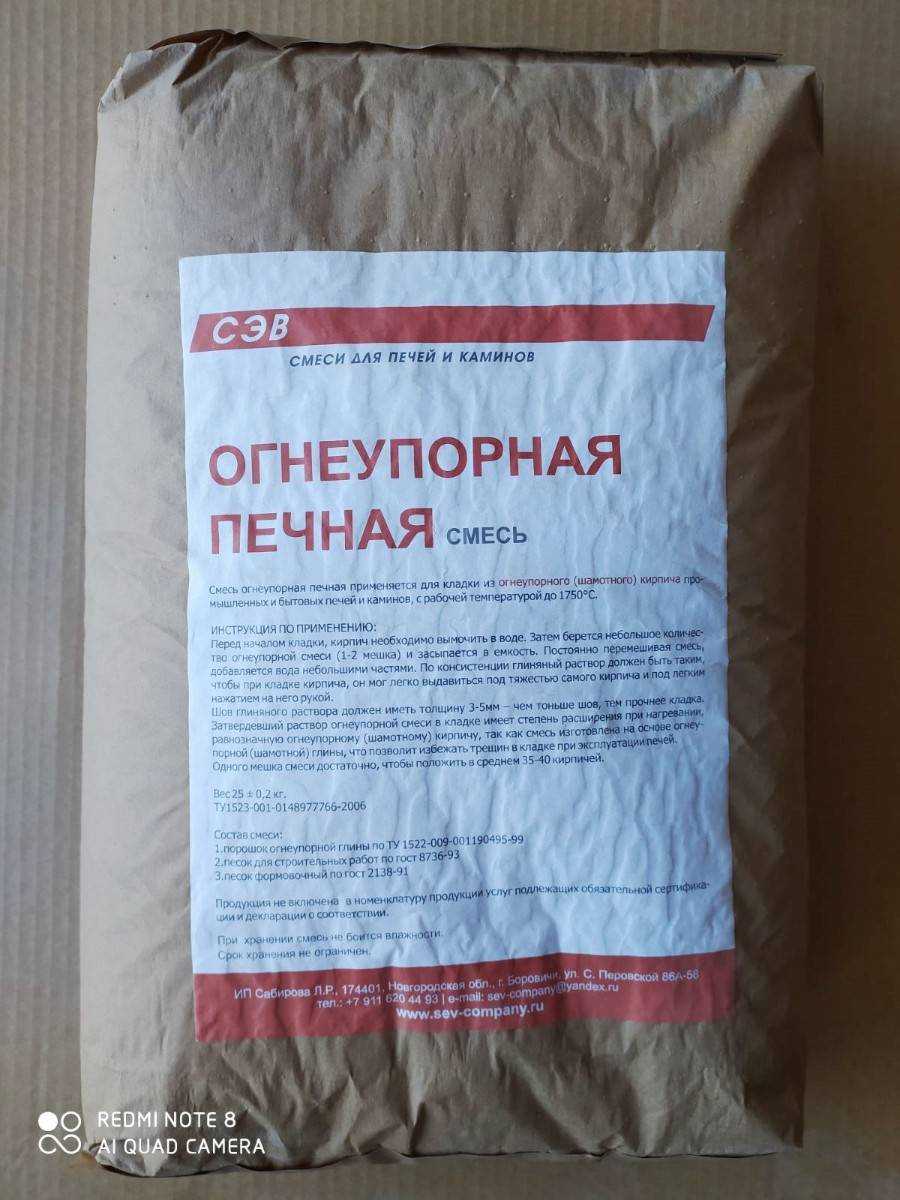 СЭВ
СМЕСИ ДЛЯ ПЕЧЕЙ И КАМИНОВ
ОГНЕУПОРНАЯ
ПЕЧНАЯ СМЕСЬ
Смесь огнеупорная печная применяется для кладки из огнеупорного (шамотного) кирпича про-
мышленных и бытовых печей и каминов, с рабочей температурой до 1750°С.
ИНСТРУКЦИЯ ПО ПРИМЕНЕНИЮ:
Перед началом кладки, кирпич необходимо вымочить в воде. Затем берется небольшое количес-
тво огнеупорной смеси (1-2 мешка) и засыпается в емкость. Постоянно перемешивая смесь,
добавляется вода небольшими частями. По консистенции глиняный раствор должен быть таким,
чтобы при кладке кирпича, он мог легко выдавиться под тяжестью самого кирпича и под легким
нажатием на него рукой.
Шов глиняного раствора должен иметь толщину 3-5мм – чем тоньше шов, тем прочнее кладка.
Затвердевший раствор огнеупорной смеси в кладке имеет степень расширения при нагревании,
равнозначную огнеупорному (шамотному) кирпичу, так как смесь изготовлена на основе огнеу-
порной (шамотной) глины, что позволит избежать трещин в кладке при эксплуатации печей.
Одного мешка смеси достаточно, чтобы положить в среднем 35-40 кирпичей.
Вес 25 ± 0,2 кг.
ТУ1523-001-0148977766-2006
Состав смеси:
1.порошок огнеупорной глины по ТУ 1522-009-001190495-99
2.песок для строительных работ по гост 8736-93
3.песок формовочный по гост 2138-91
Продукция не включена в номенклатуру продукции услуг подлежащих обязательной сертифика-
ции и декларации о соответствии.
При хранении смесь не боится влажности.
Срок хранения не ограничен.
ИП Сабирова Л.Р., 174401, Новгородская обл., г. Боровичи, ул. С. Перовской 86А-58
тел.: +7 911 620 44 93 | e-mail: sev-company@yandex.ru
www.sev-company.ru
REDMI NOTE 8
AI QUAD CAMERA